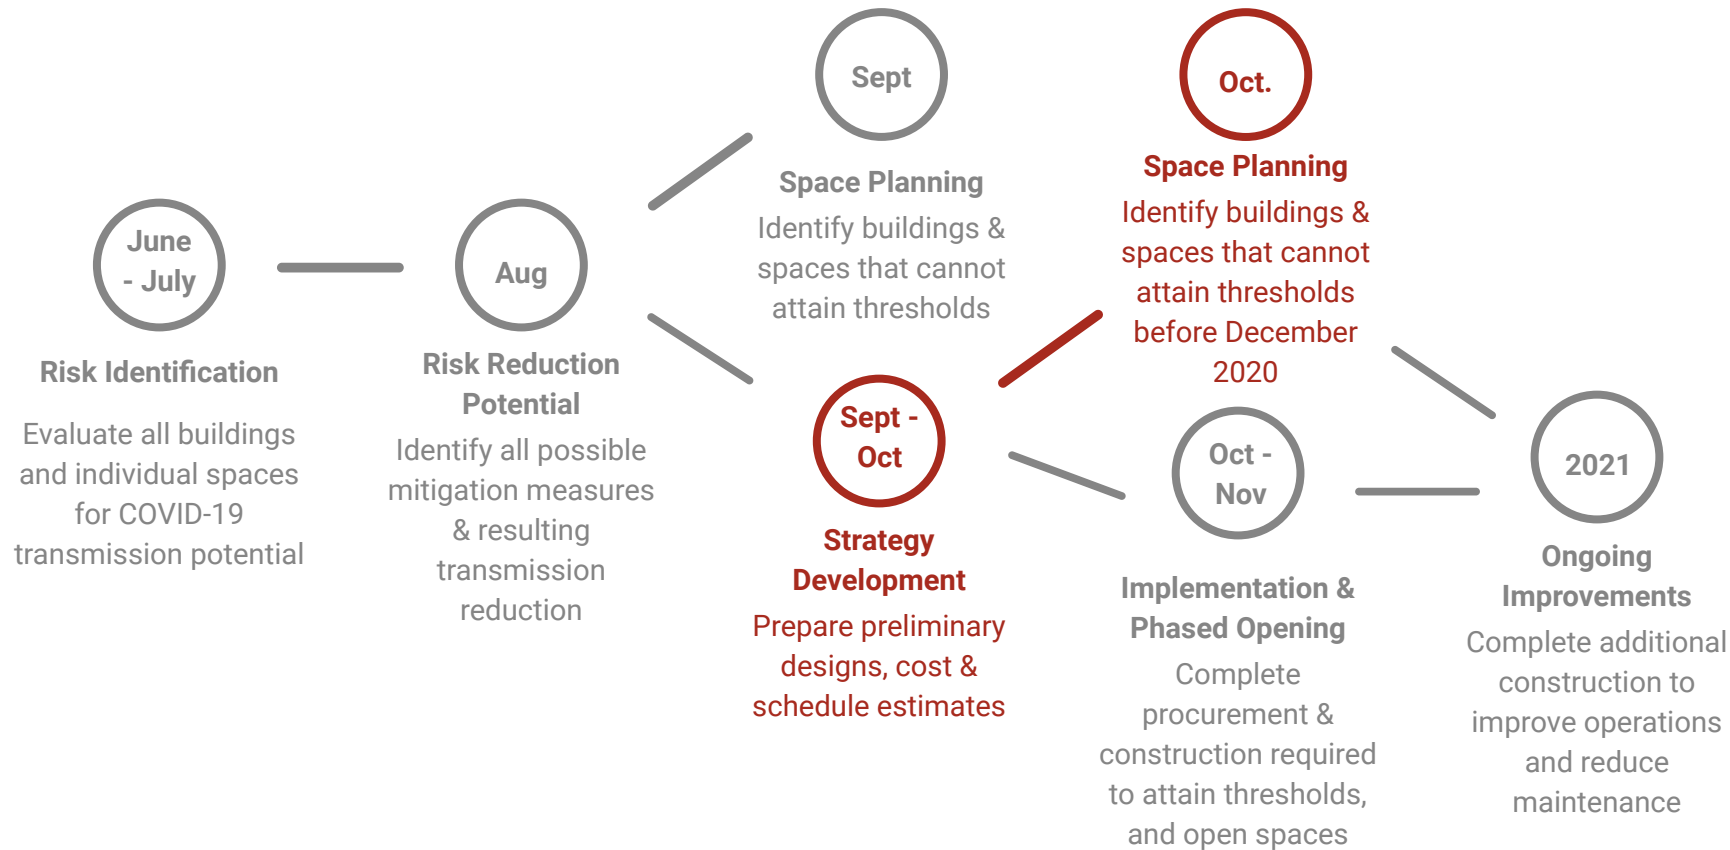 June
- July
Risk Identification
Evaluate all buildings
and individual spaces
for COVID-19
transmission potential
Aug
Risk Reduction
Potential
Identify all possible
mitigation measures
& resulting
transmission
reduction
Sept
Space Planning
Identify buildings &
spaces that cannot
attain thresholds
Sept -
Oct
Strategy
Development
Prepare preliminary
designs, cost &
schedule estimates
Oct.
Space Planning
Identify buildings &
spaces that cannot
attain thresholds
before December
2020
Oct -
Nov
Implementation &
Phased Opening
Complete
procurement &
construction required
to attain thresholds,
and open spaces
2021
Ongoing
Improvements
Complete additional
construction to
improve operations
and reduce
maintenance